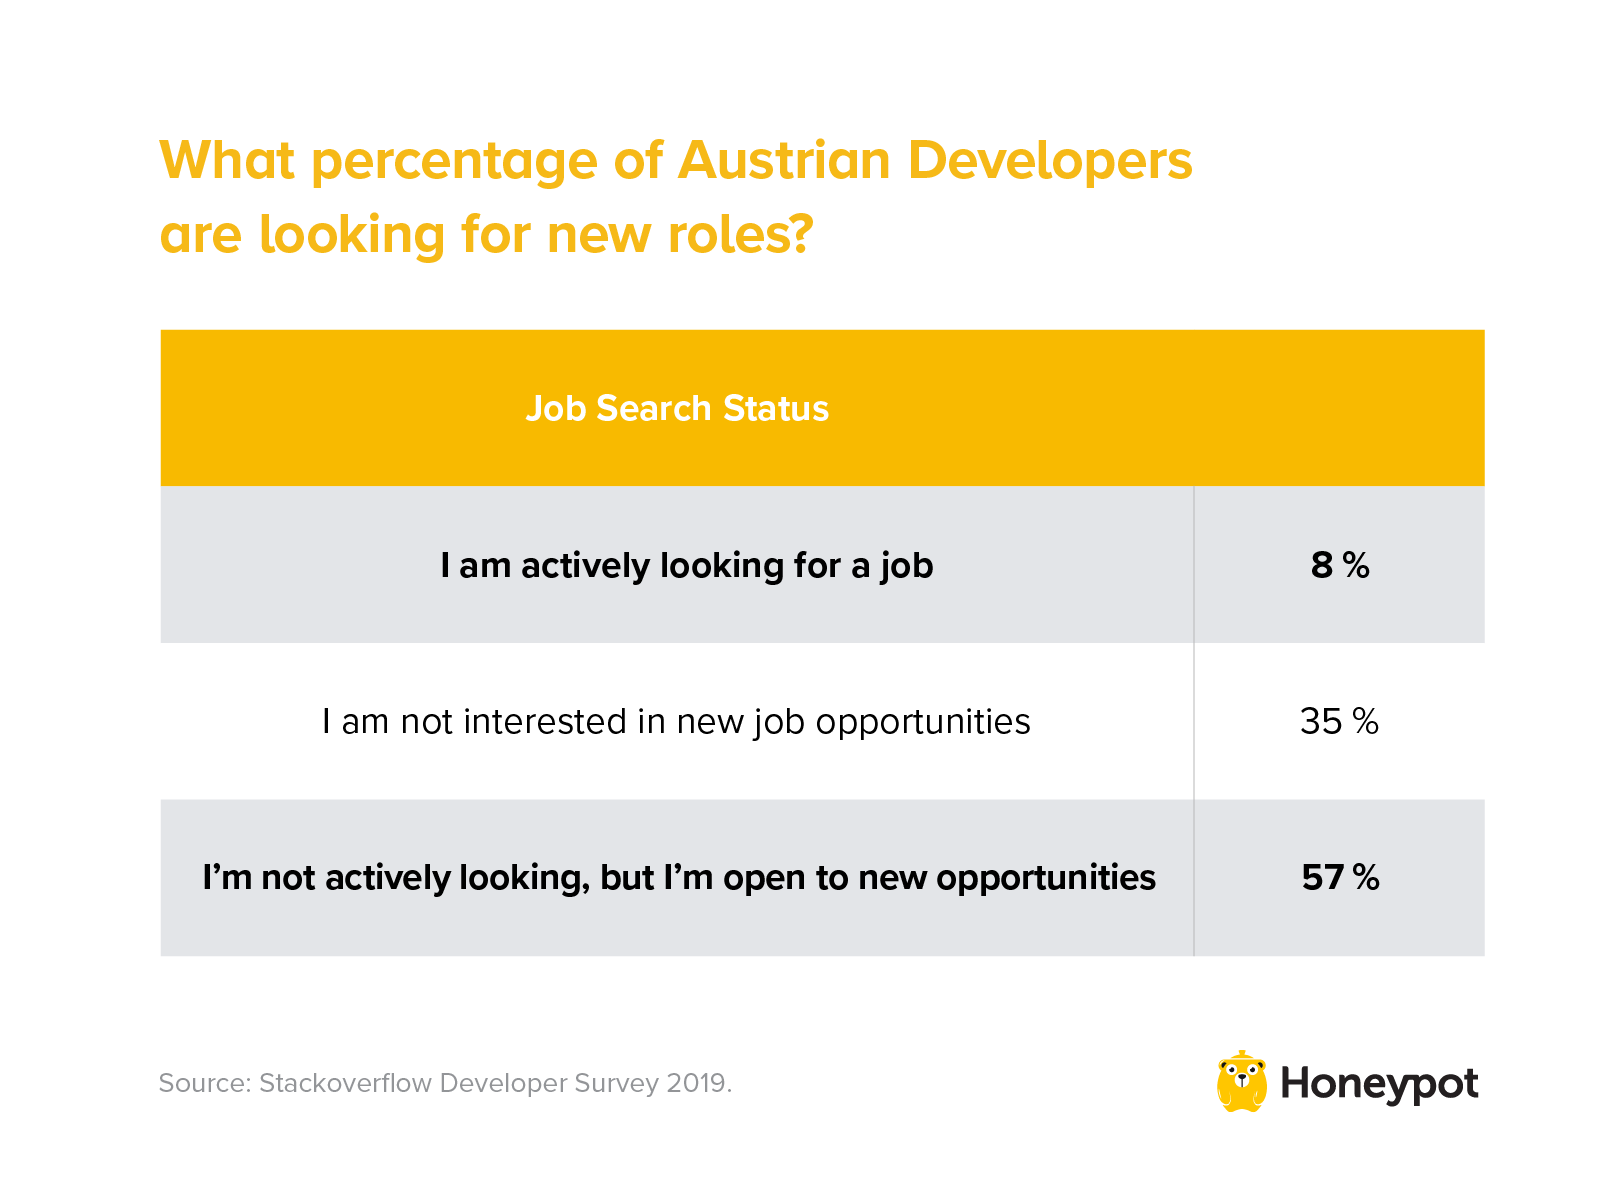 What percentage of Austrian Developers
are looking for new roles?
Job Search Status
I am actively looking for a job 8 %
I am not interested in new job opportunities 35 %
I’m not actively looking, but I’m open to new opportunities 57 %
Source: Stackoverflow Developer Survey 2019.
Honeypot